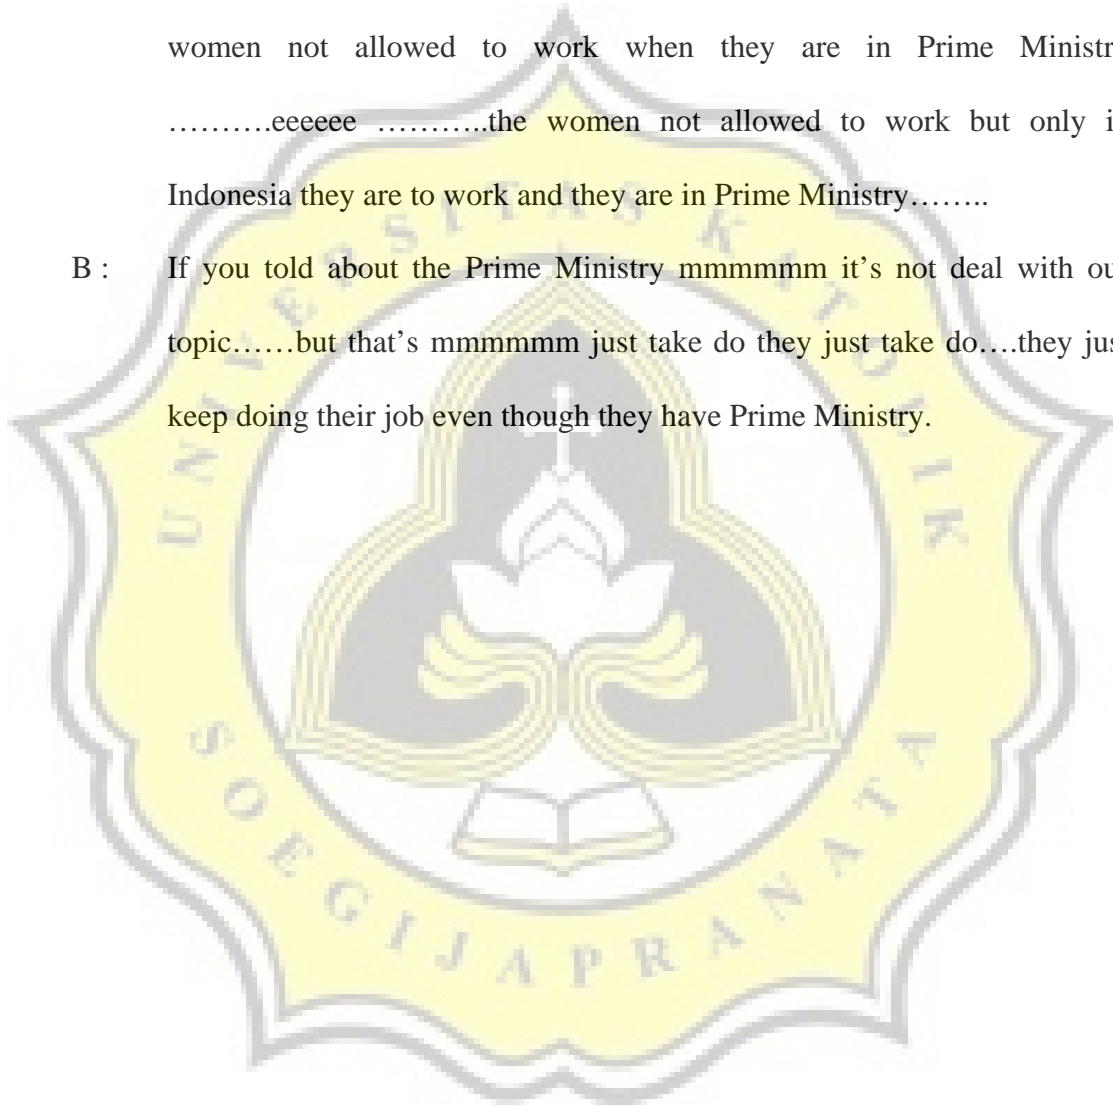 women not allowed to work when they are in Prime Ministr
……….eeeeee ………..the women not allowed to work but only i
Indonesia they are to work and they are in Prime Ministry……..
B : If you told about the Prime Ministry mmmmmm it’s not deal with ou
topic……but that’s mmmmmm just take do they just take do….they jus
keep doing their job even though they have Prime Ministry.
UNIVERSITAS KATOLIK
SOEGIJAPRANATA